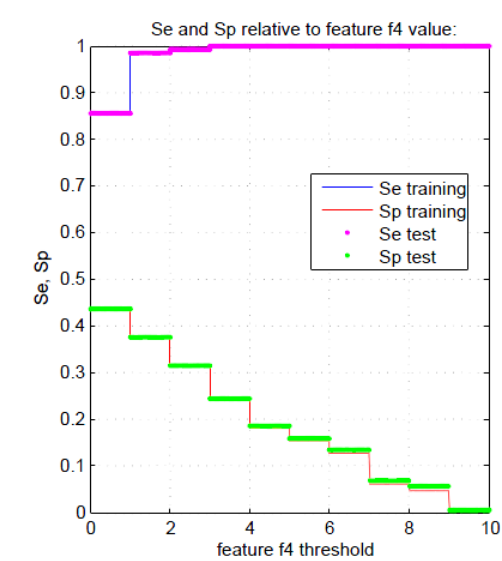 Se and Sp relative to feature f4 value:
1
0.9
0.8
0.7
0.6
0.5
0.4
0.3
0.2
0.1
0
Se, Sp
Se training
Sp training
Se test
Sp test
0 2 4 6 8 10
feature f4 threshold